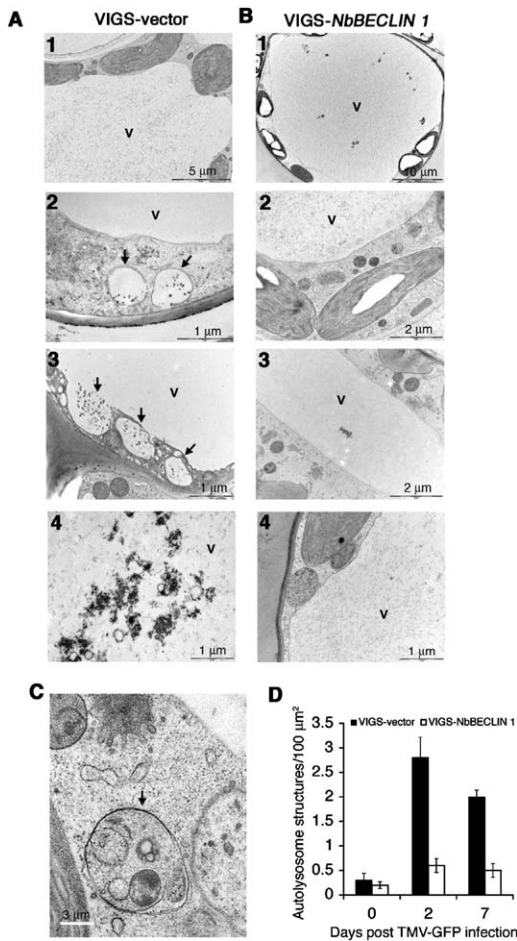 A
VIGS-vector
B
VIGS-NbBECLIN 1
1
V
5 µm
1
V
10 µm
2
V
1 µm
2
V
2 µm
3
V
1 µm
3
V
2 µm
4
V
1 µm
4
V
1 µm
C
3 µm
D
VIGS-vector VIGS-NbBECLIN 1
Autolysosome structures/100 µm²
3.5
3
2.5
2
1.5
1
0.5
0
0 2 7
Days post TMV-GFP infection